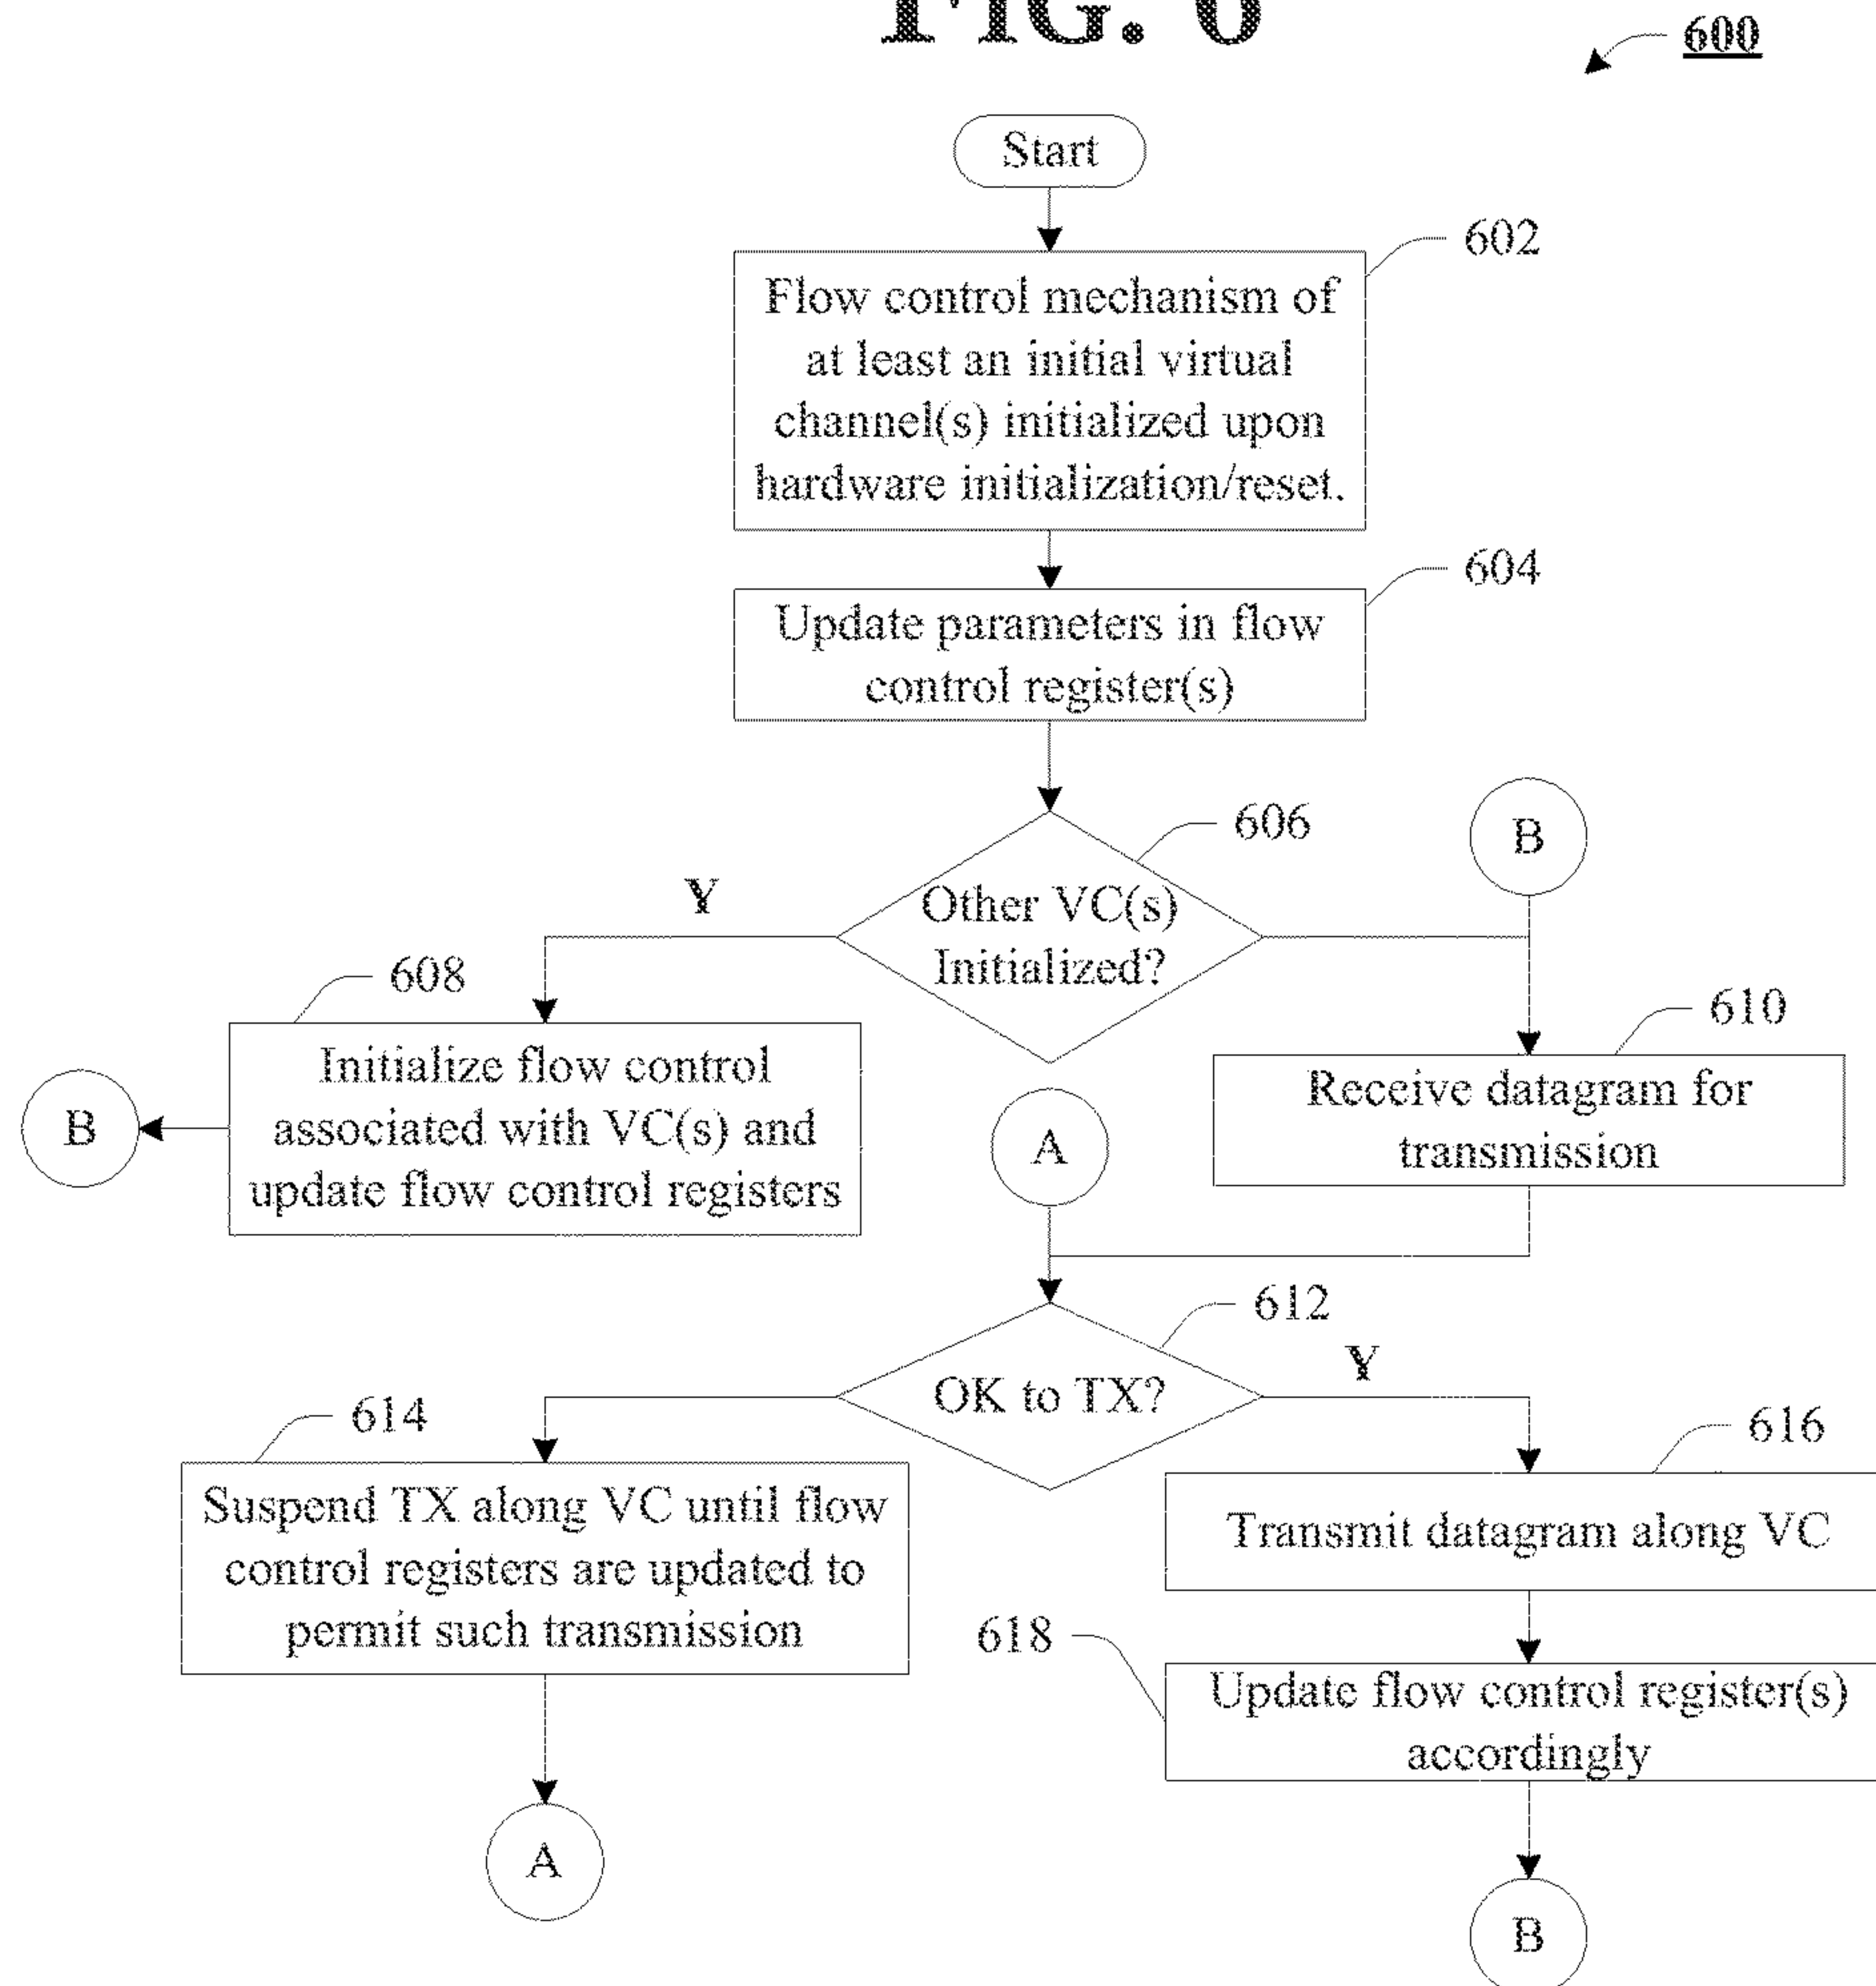 FIG. 6
600
Start
602
Flow control mechanism of
at least an initial virtual
channel(s) initialized upon
hardware initialization/reset.
604
Update parameters in flow
control register(s)
606
B
Y
Other VC(s)
Initialized?
608
610
Initialize flow control
associated with VC(s) and
update flow control registers
B
A
Receive datagram for
transmission
612
OK to TX?
Y
614
616
Suspend TX along VC until flow
control registers are updated to
permit such transmission
Transmit datagram along VC
618
Update flow control register(s)
accordingly
A
B